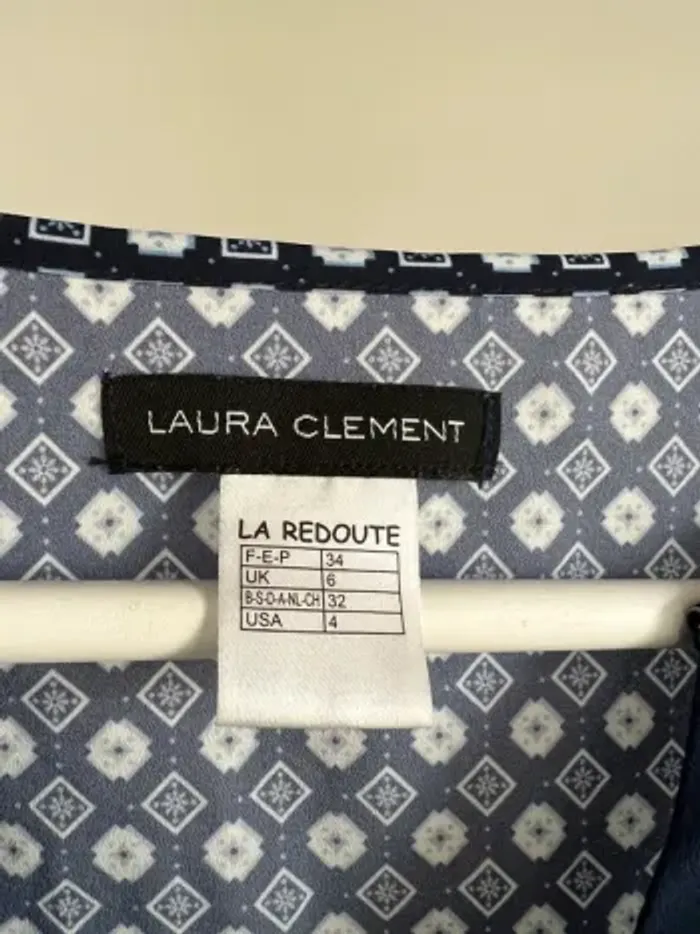 LAURA CLEMENT
LA REDOUTE
F-E-P 34
UK 6
B-S-D-A-NL-CH 32
USA 4